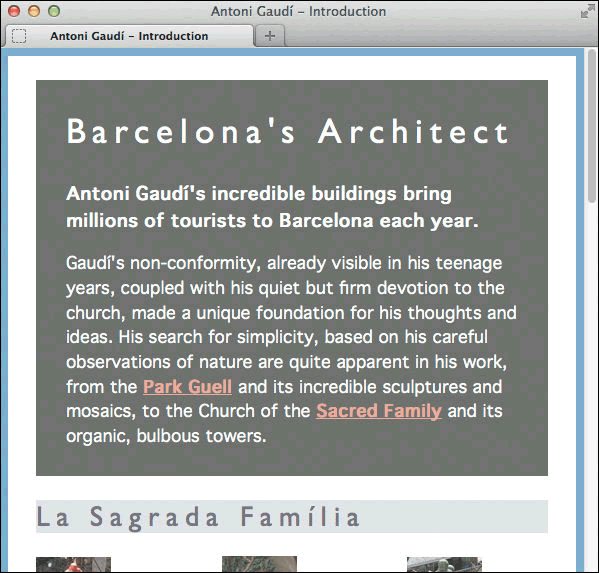 Antoni Gaudí – Introduction
Antoni Gaudí – Introduction
+
Barcelona's Architect
Antoni Gaudí's incredible buildings bring
millions of tourists to Barcelona each year.
Gaudí's non-conformity, already visible in his teenage
years, coupled with his quiet but firm devotion to the
church, made a unique foundation for his thoughts and
ideas. His search for simplicity, based on his careful
observations of nature are quite apparent in his work,
from the Park Guell and its incredible sculptures and
mosaics, to the Church of the Sacred Family and its
organic, bulbous towers.
La Sagrada Família